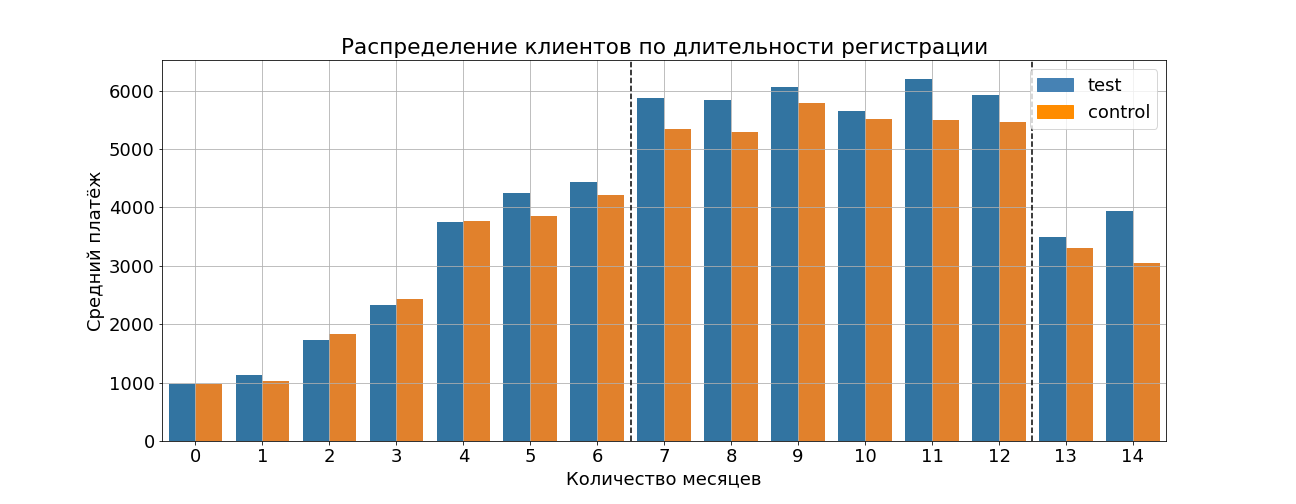 Распределение клиентов по длительности регистрации
test
control
Средний платёж
6000
5000
4000
3000
2000
1000
0
0 1 2 3 4 5 6 7 8 9 10 11 12 13 14
Количество месяцев